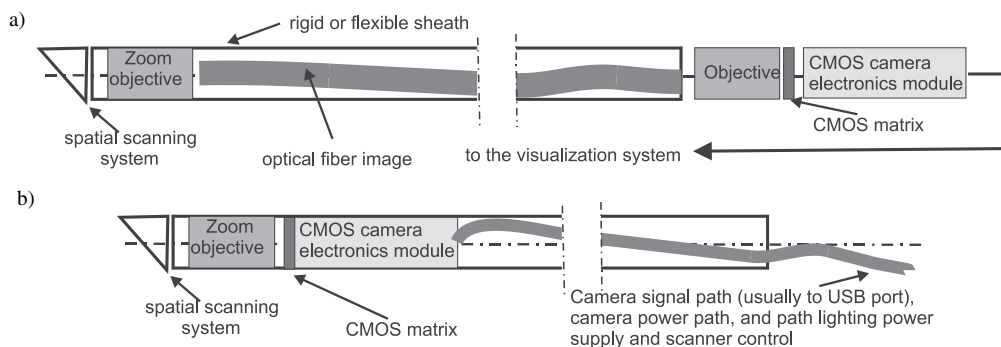 a)
rigid or flexible sheath
Zoom
objective
Objective
CMOS camera
electronics module
spatial scanning
system
optical fiber image
to the visualization system
CMOS matrix
b)
Zoom
objective
CMOS camera
electronics module
spatial scanning
system
CMOS matrix
Camera signal path (usually to USB port),
camera power path, and path lighting power
supply and scanner control